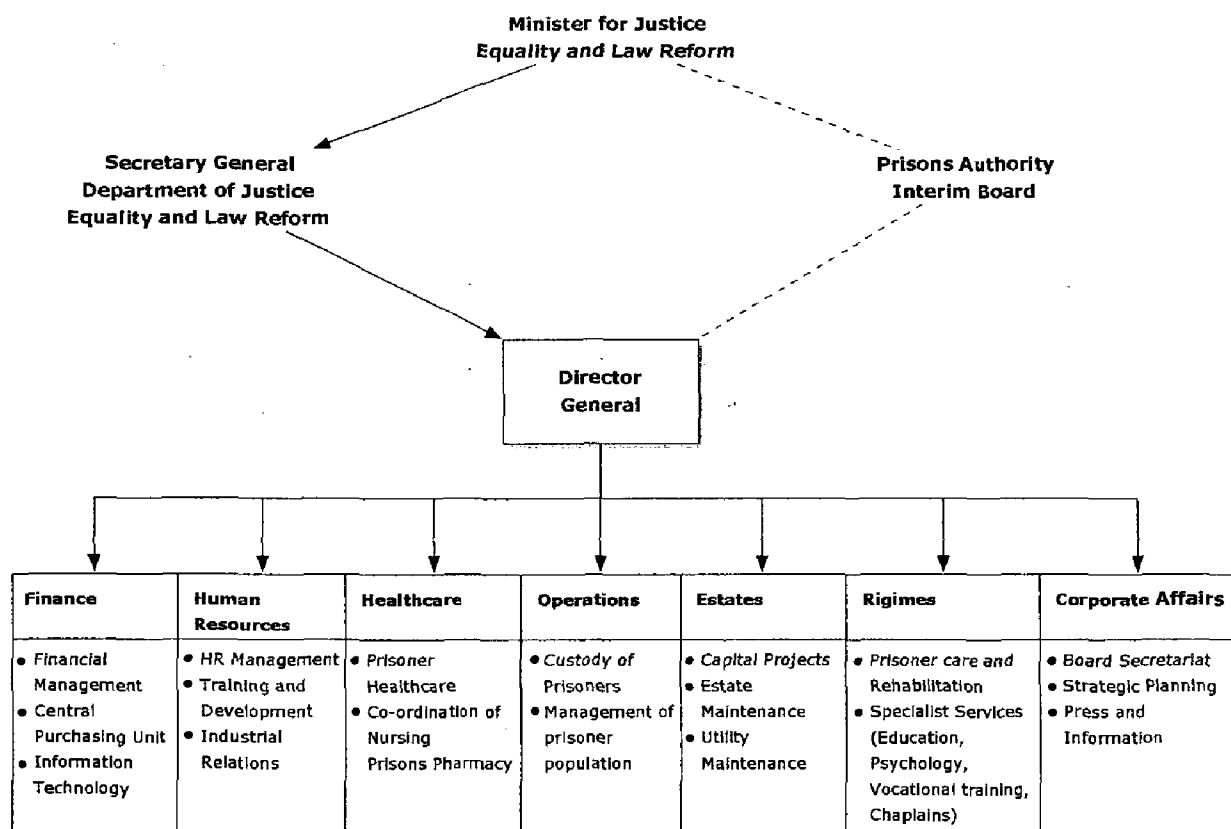 Minister for Justice
Equality and Law Reform
Secretary General
Department of Justice
Equality and Law Reform
Prisons Authority
Interim Board
Director
General
Finance
● Financial
Management
● Central
Purchasing Unit
● Information
Technology
Human
Resources
● HR Management
● Training and
Development
● Industrial
Relations
Healthcare
● Prisoner
Healthcare
● Co-ordination of
Nursing
Prisons Pharmacy
Operations
● Custody of
Prisoners
● Management of
prisoner
population
Estates
● Capital Projects
● Estate
Maintenance
● Utility
Maintenance
Rigimes
● Prisoner care and
Rehabilitation
● Specialist Services
(Education,
Psychology,
Vocational training,
Chaplains)
Corporate Affairs
● Board Secretariat
● Strategic Planning
● Press and
Information